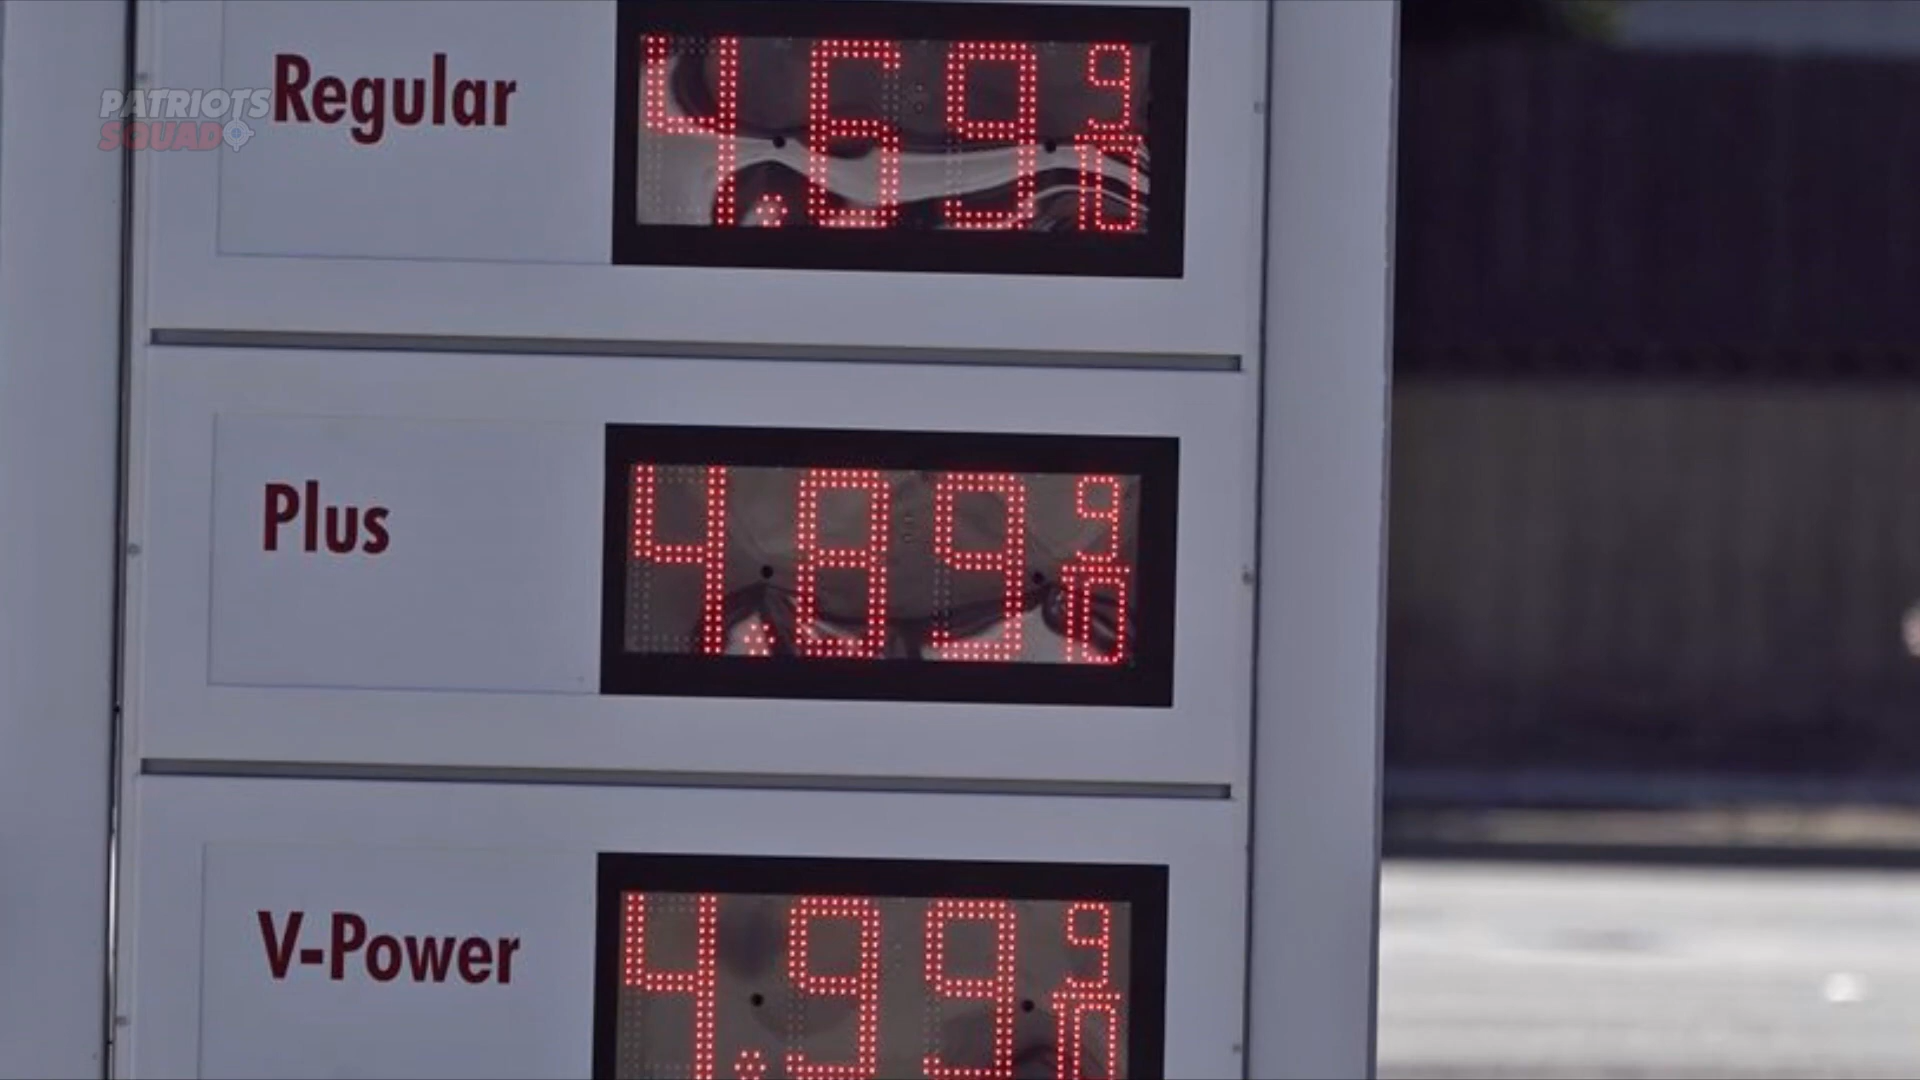 PATRIOTS
SQUAD
Regular 4.69 9/10
Plus 4.89 9/10
V-Power 4.99 9/10